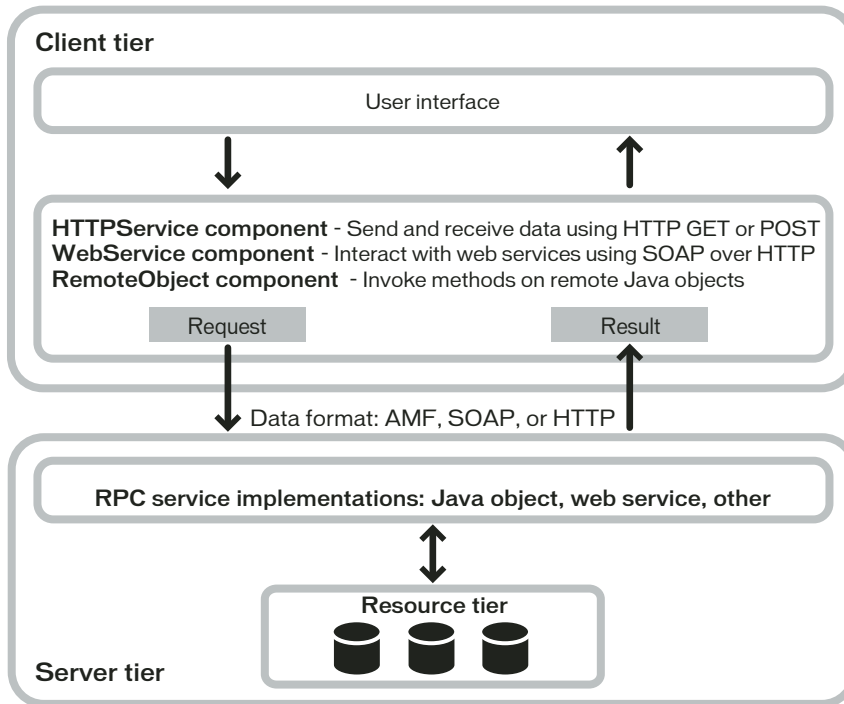 Client tier
User interface
HTTPService component - Send and receive data using HTTP GET or POST
WebService component - Interact with web services using SOAP over HTTP
RemoteObject component - Invoke methods on remote Java objects
Request
Result
Data format: AMF, SOAP, or HTTP
RPC service implementations: Java object, web service, other
Resource tier
Server tier